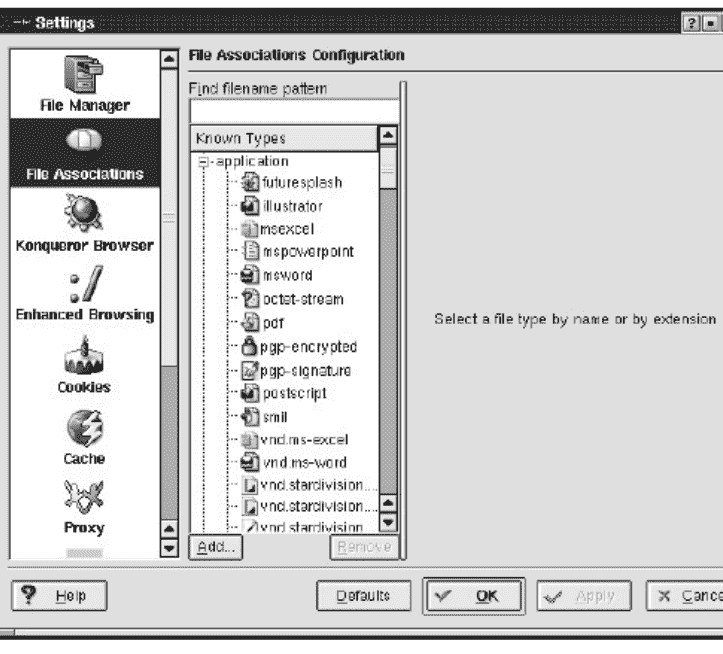 Settings
File Manager
File Associations
Konqueror Browser
Enhanced Browsing
Cookies
Cache
Proxy
File Associations Configuration
Find filename pattern
Known Types
application
futuresplash
illustrator
msexcel
mspowerpoint
msword
octet-stream
pdf
pgp-encrypted
pgp-signature
postscript
smil
vnd.ms-excel
vnd.ms-word
vnd.stardivision....
vnd.stardivision....
vnd.stardivision
Add...
Remove
Select a file type by name or by extension
Help
Defaults
OK
Apply
Cance